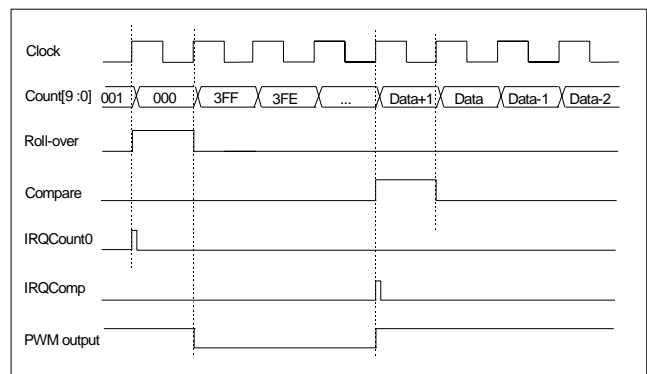 Clock
Count[9 :0] 001 000 3FF 3FE ... Data+1 Data Data-1 Data-2
Roll-over
Compare
IRQCount0
IRQComp
PWM output